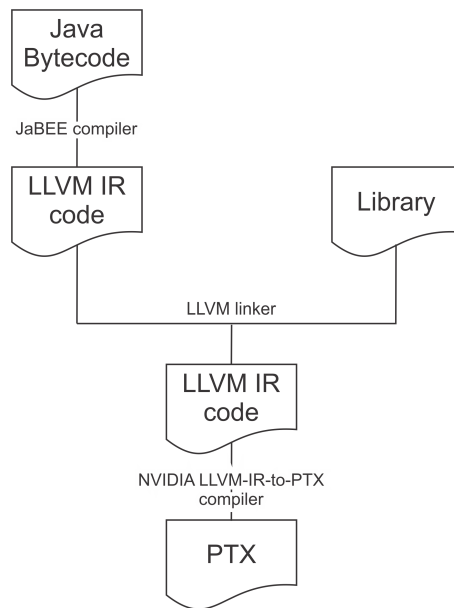 Java
Bytecode
JaBEE compiler
LLVM IR
code
Library
LLVM linker
LLVM IR
code
NVIDIA LLVM-IR-to-PTX
compiler
PTX